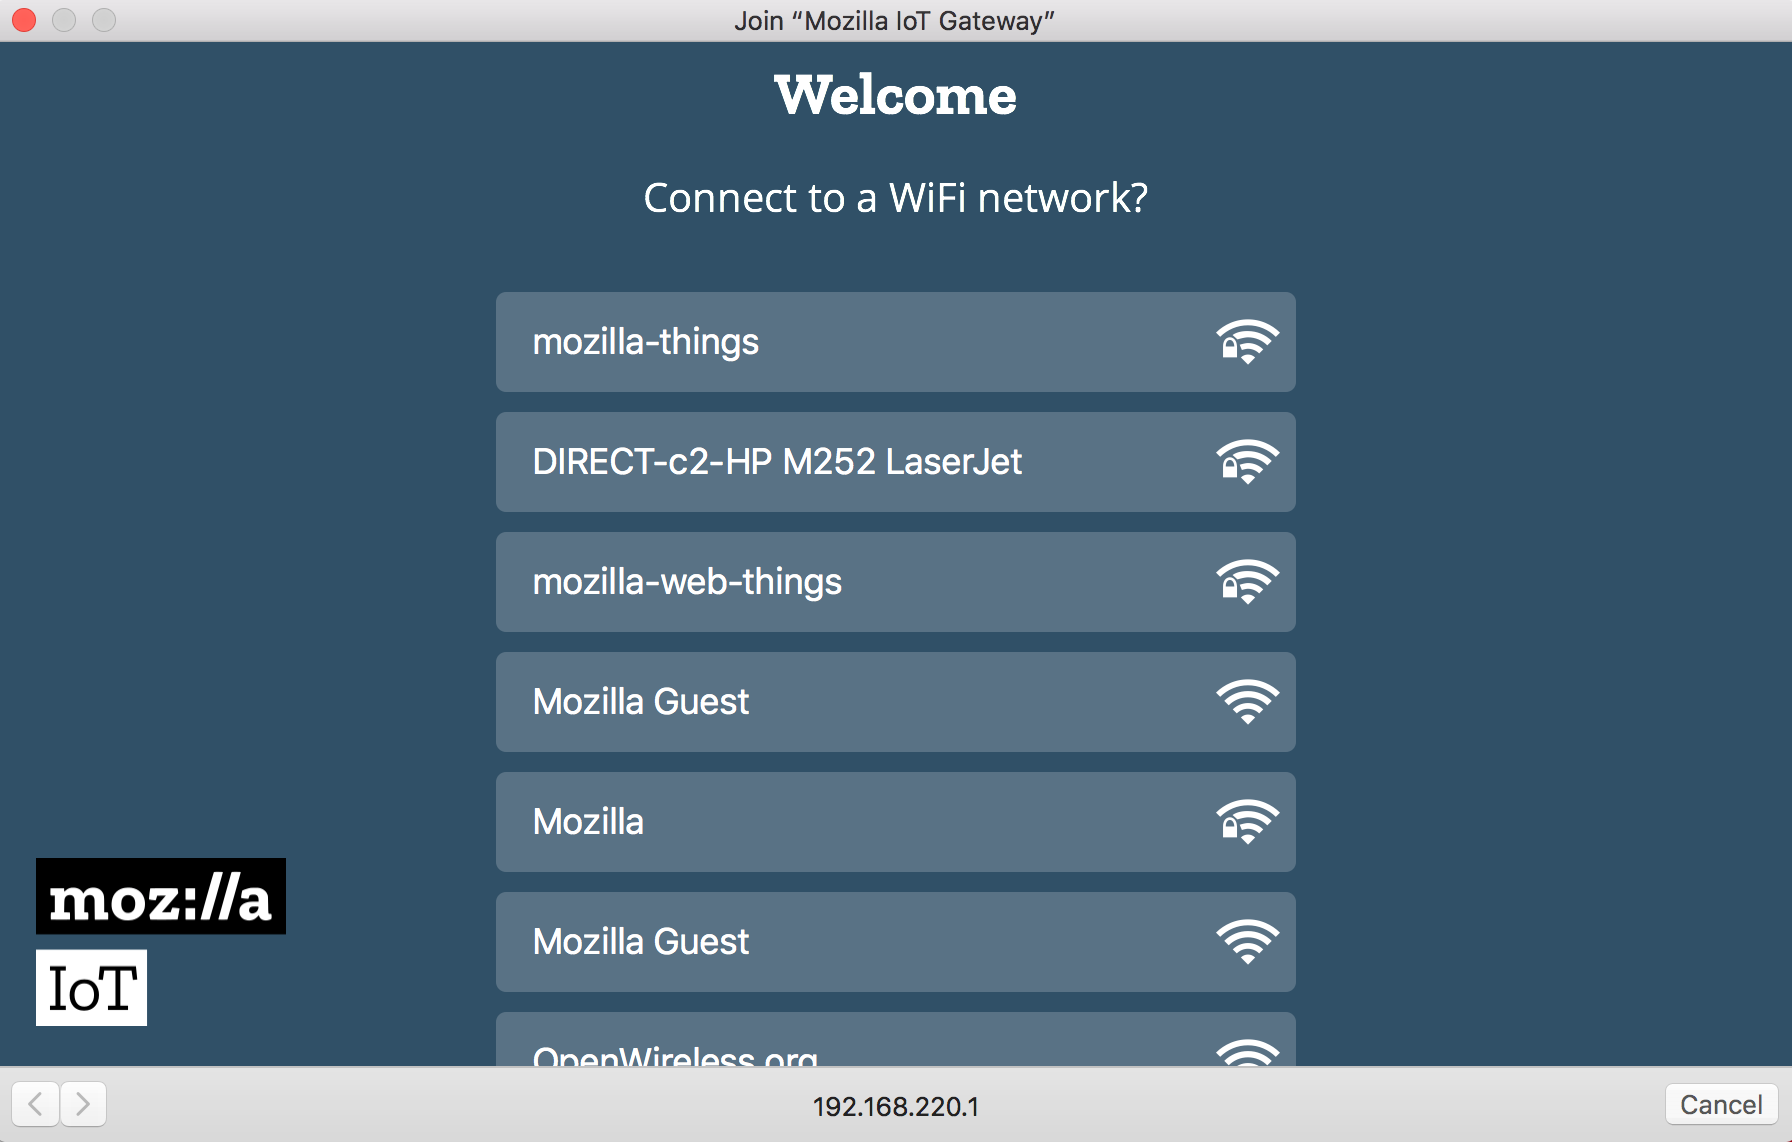 Join “Mozilla IoT Gateway”
Welcome
Connect to a WiFi network?
mozilla-things
DIRECT-c2-HP M252 LaserJet
mozilla-web-things
Mozilla Guest
Mozilla
Mozilla Guest
OpenWireless.org
moz://a
IoT
192.168.220.1
Cancel